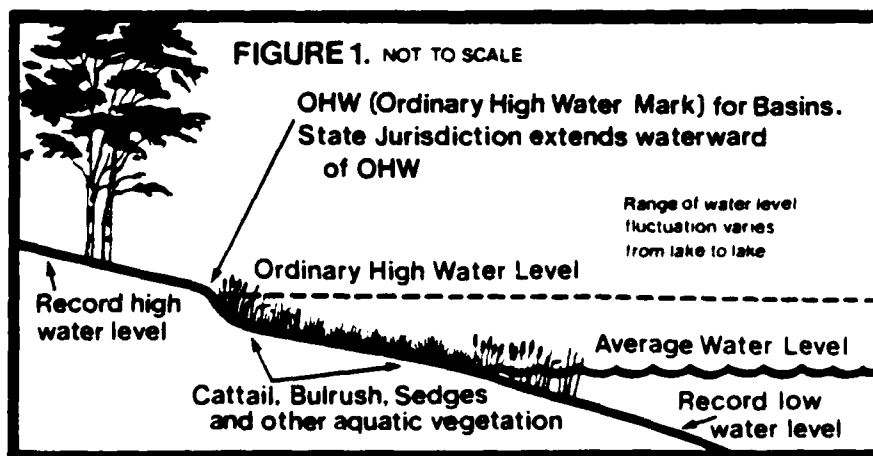 FIGURE 1. NOT TO SCALE
OHW (Ordinary High Water Mark) for Basins.
State Jurisdiction extends waterward
of OHW
Range of water level
fluctuation varies
from lake to lake
Ordinary High Water Level
Record high
water level
Average Water Level
Cattail, Bulrush, Sedges
and other aquatic vegetation
Record low
water level